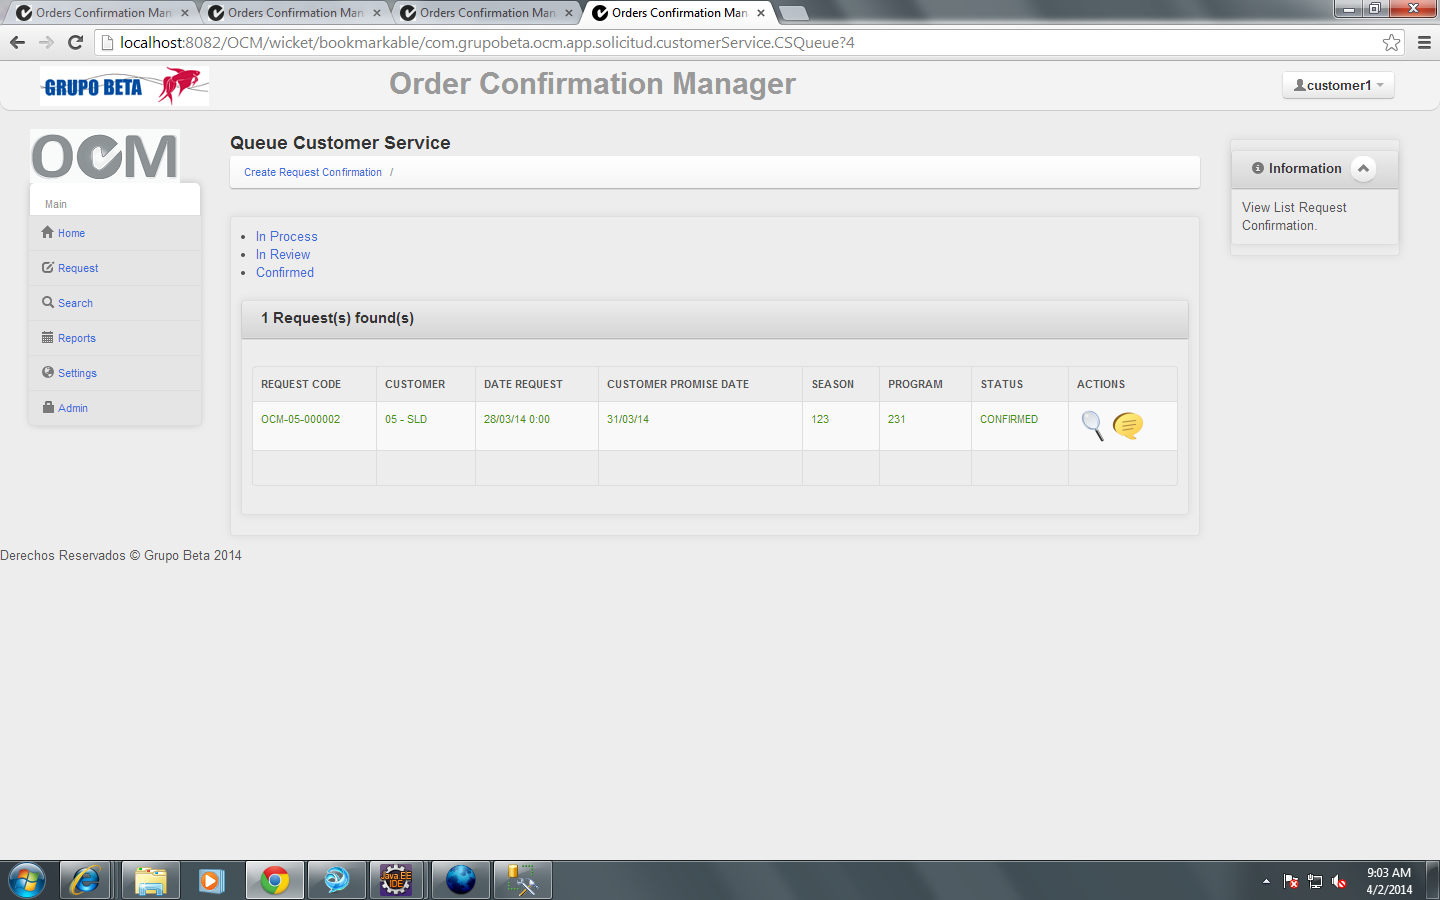 Orders Confirmation Man
Orders Confirmation Man
Orders Confirmation Man
Orders Confirmation Man
localhost:8082/OCM/wicket/bookmarkable/com.grupobeta.ocm.app.solicitud.customerService.CSQueue?4
GRUPO BETA
Order Confirmation Manager
customer1
OCM
Main
Home
Request
Search
Reports
Settings
Admin
Queue Customer Service
Create Request Confirmation /
In Process
In Review
Confirmed
1 Request(s) found(s)
REQUEST CODE CUSTOMER DATE REQUEST CUSTOMER PROMISE DATE SEASON PROGRAM STATUS ACTIONS
OCM-05-000002 05 - SLD 28/03/14 0:00 31/03/14 123 231 CONFIRMED
Information
View List Request
Confirmation.
Derechos Reservados © Grupo Beta 2014
Java EE
IDE
9:03 AM
4/2/2014